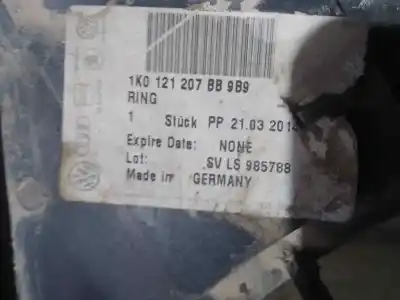 1K0 121 207 BB 9B9
RING
1 Stück PP 21.03 2014
Expire Date: NONE
Lot: SV LS 985788
Made in GERMANY